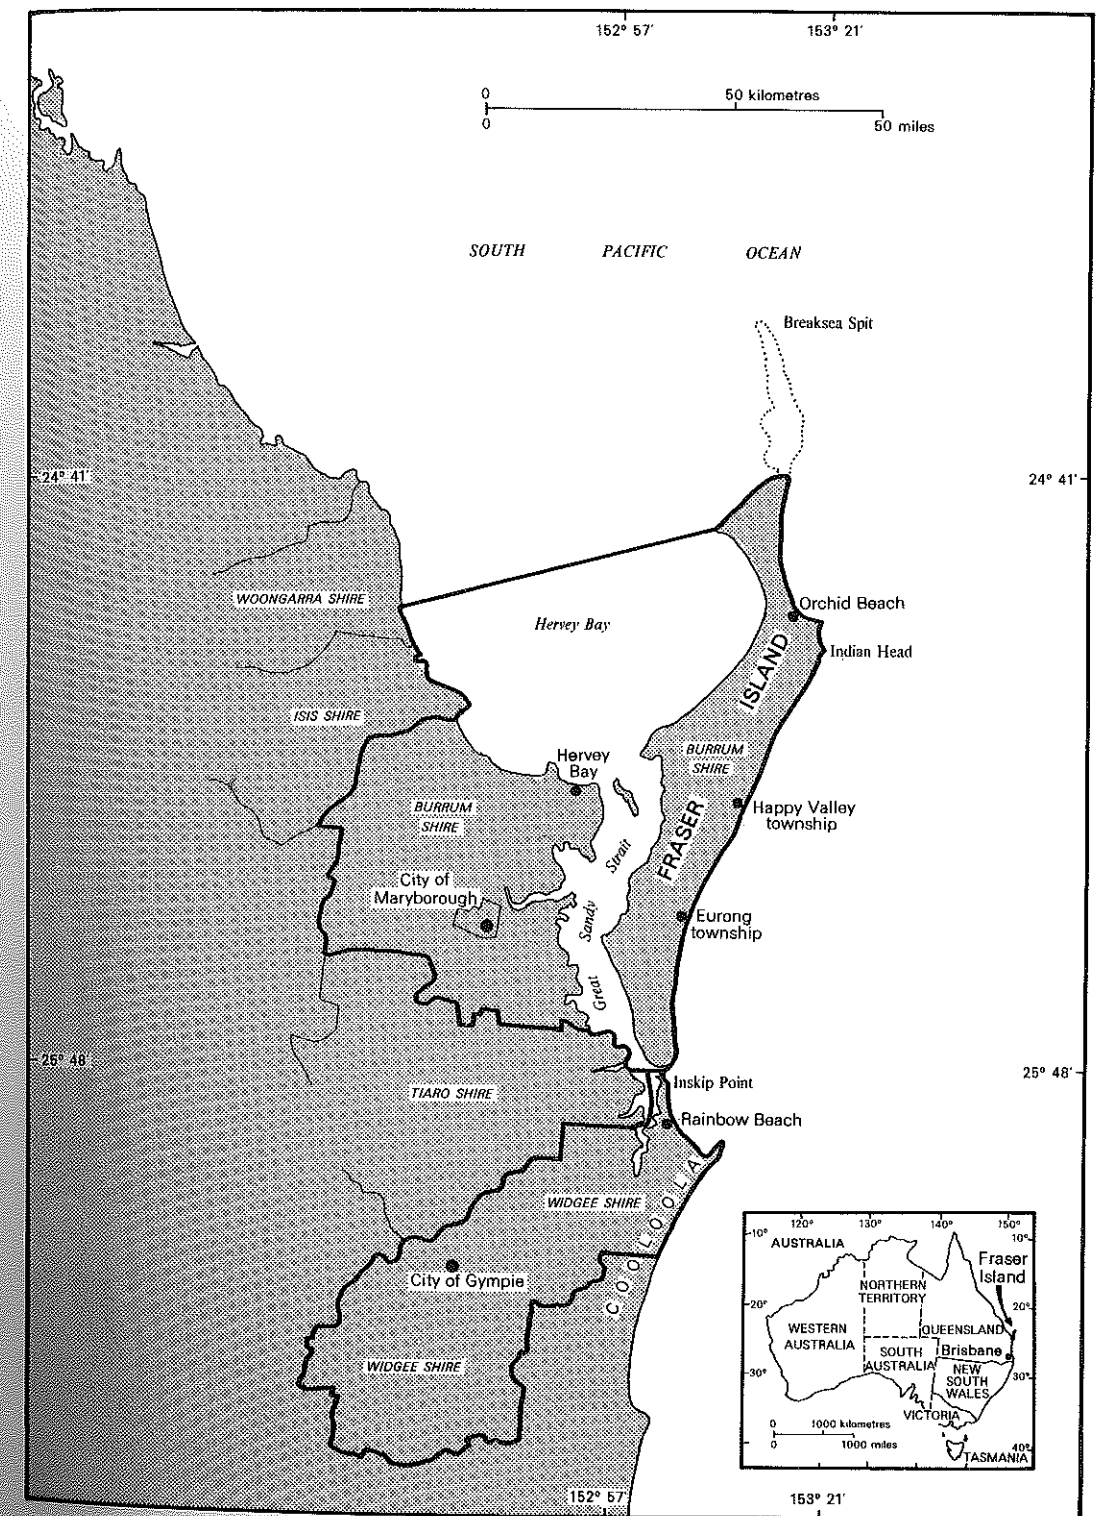 152° 57′
153° 21′
0
50 kilometres
0
50 miles
SOUTH PACIFIC OCEAN
Breaksea Spit
24° 41′
24° 41′
WOONGARRA SHIRE
Orchid Beach
Hervey Bay
Indian Head
ISLAND
ISIS SHIRE
BURRUM
SHIRE
Hervey
Bay
BURRUM
SHIRE
Happy Valley
township
FRASER
Strait
City of
Maryborough
Sandy
Eurong
township
Great
25° 48′
25° 48′
Inskip Point
TIARO SHIRE
Rainbow Beach
WIDGEE SHIRE
COOLOOLA
City of Gympie
WIDGEE SHIRE
120°
130°
140°
150°
10°
10°
AUSTRALIA
Fraser
Island
NORTHERN
TERRITORY
20°
20°
WESTERN
AUSTRALIA
QUEENSLAND
SOUTH
AUSTRALIA
Brisbane
30°
30°
NEW
SOUTH
WALES
VICTORIA
0
1000 kilometres
0
1000 miles
40°
TASMANIA
152° 57′
153° 21′